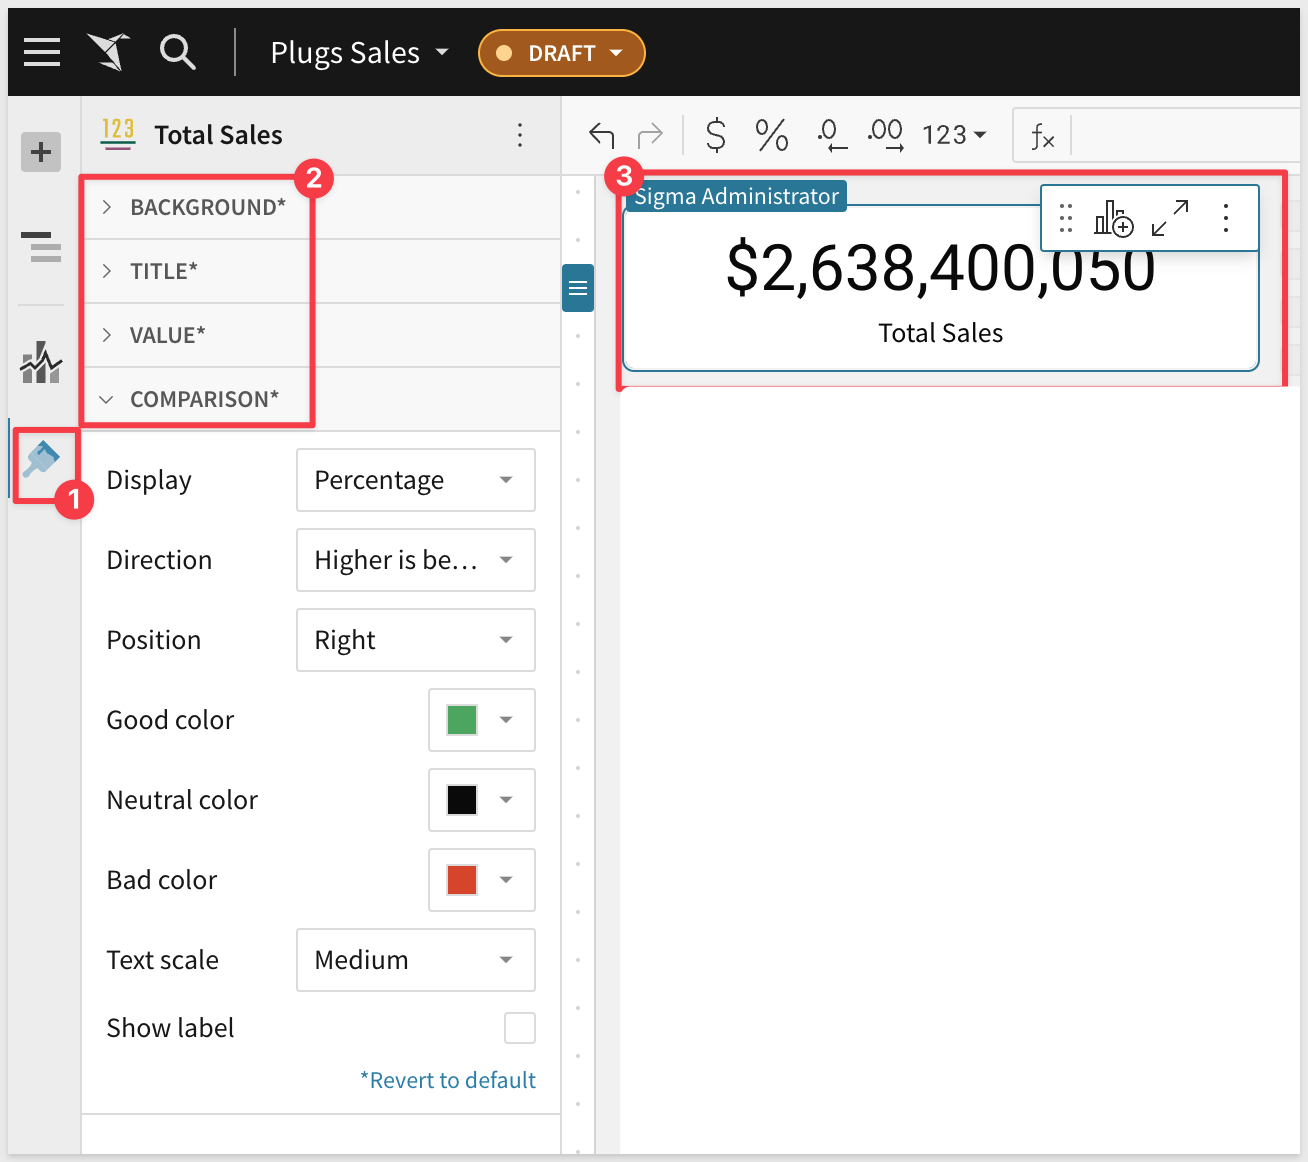 Plugs Sales
DRAFT
123
Total Sales
$ % .0 .00 123 fx
BACKGROUND*
TITLE*
VALUE*
COMPARISON*
2
1
3
Sigma Administrator
$2,638,400,050
Total Sales
Display Percentage
Direction Higher is be...
Position Right
Good color
Neutral color
Bad color
Text scale Medium
Show label
*Revert to default